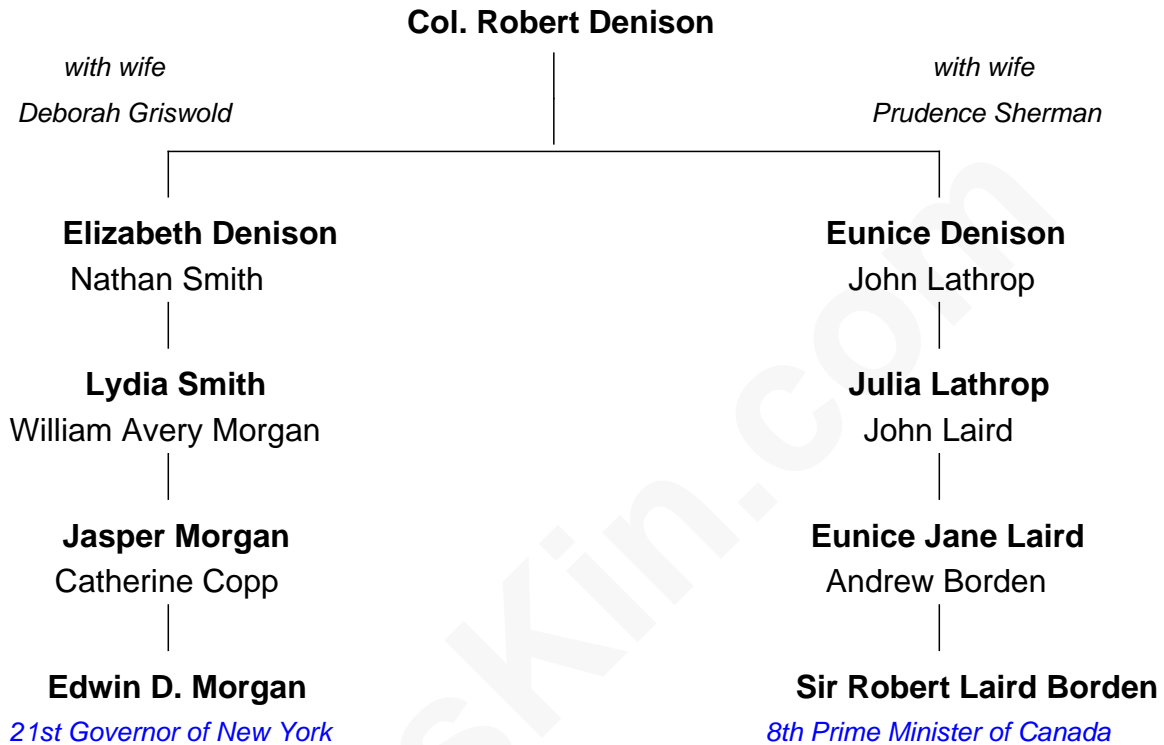 Col. Robert Denison
with wife
Deborah Griswold
with wife
Prudence Sherman
Elizabeth Denison
Nathan Smith
Eunice Denison
John Lathrop
Lydia Smith
William Avery Morgan
Julia Lathrop
John Laird
Jasper Morgan
Catherine Copp
Eunice Jane Laird
Andrew Borden
Edwin D. Morgan
21st Governor of New York
Sir Robert Laird Borden
8th Prime Minister of Canada
sKin.com